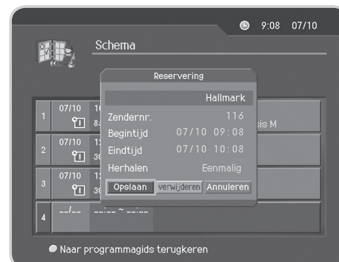 9:08 07/10
Schema
Reservering
Hallmark
Zendernr. 116
Begintijd 07/10 09:08
Eindtijd 07/10 10:08
Herhalen Eenmalig
Opslaan verwijderen Annuleren
1 07/10
2 07/10
3 07/10
4 --/-- --:-- ~ --:--
Naar programmagids terugkeren